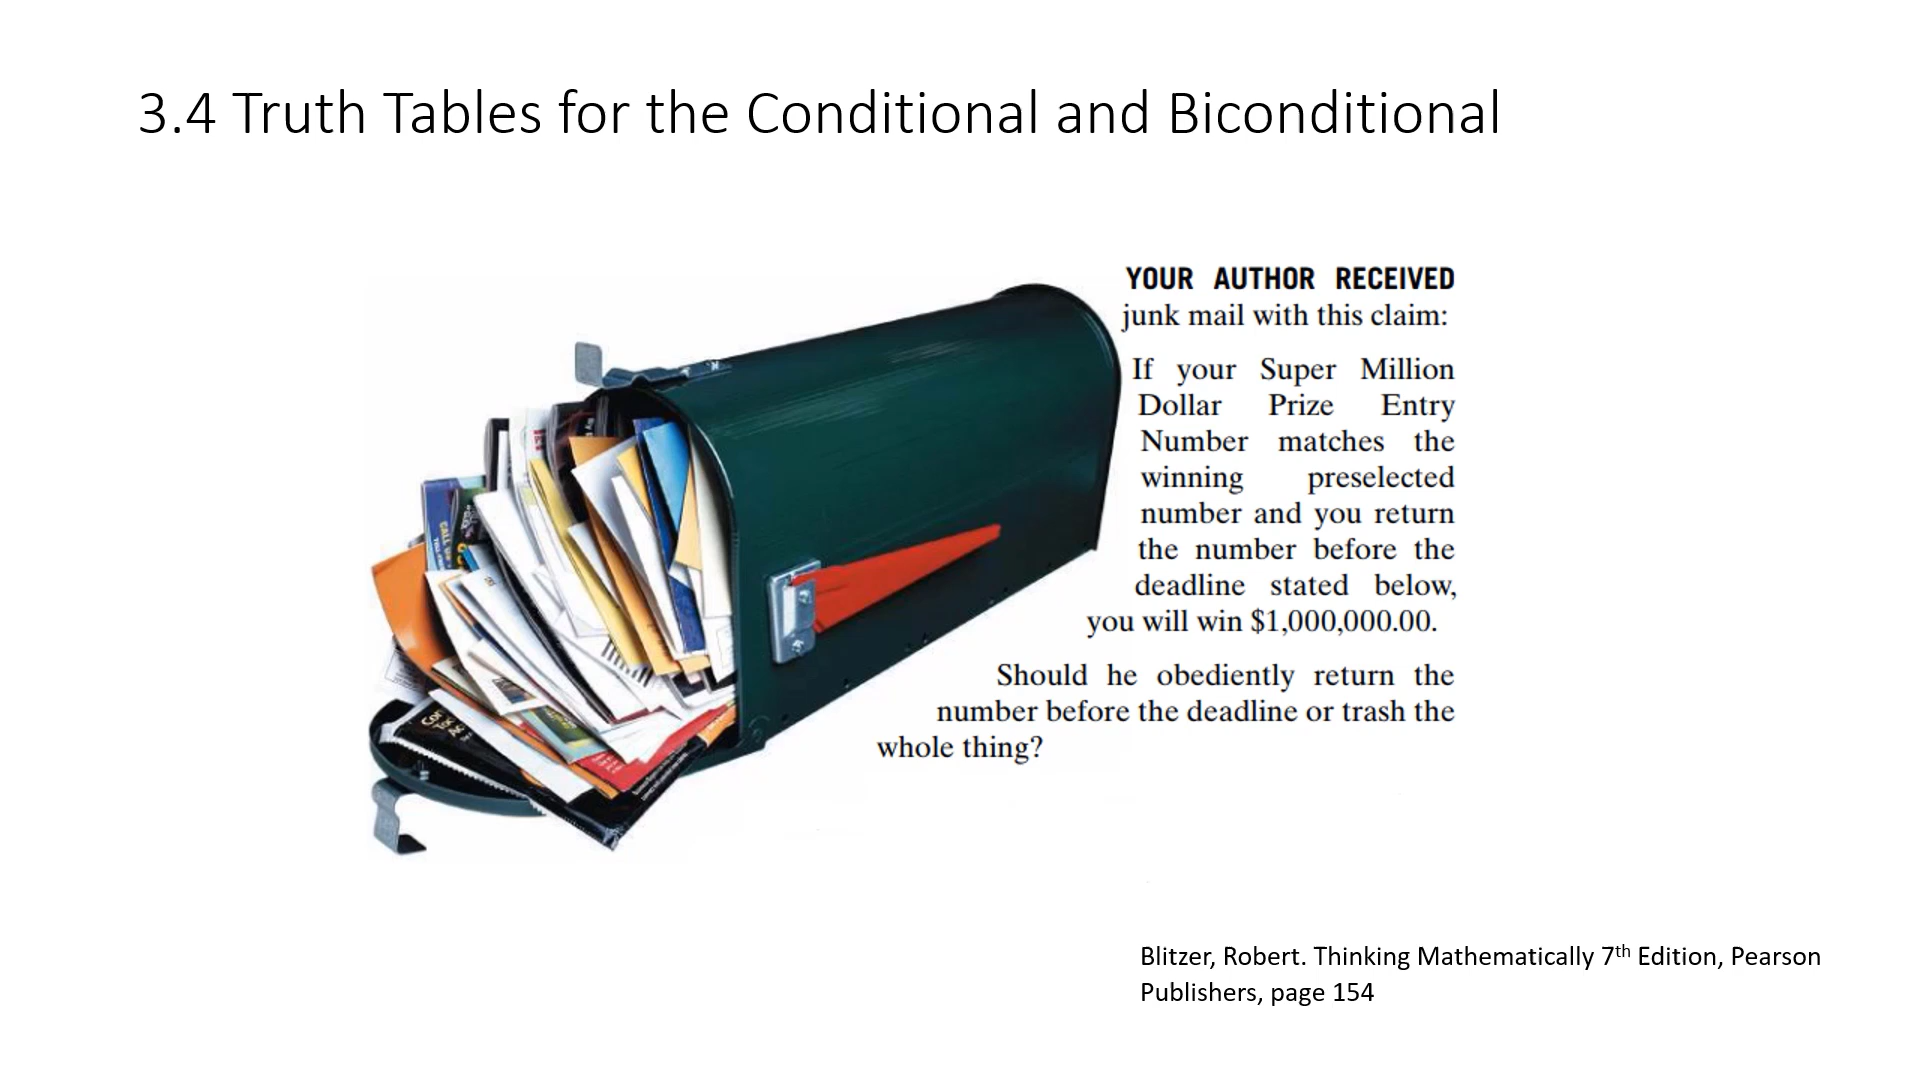 3.4 Truth Tables for the Conditional and Biconditional
YOUR AUTHOR RECEIVED
junk mail with this claim:
If your Super Million
Dollar Prize Entry
Number matches the
winning preselected
number and you return
the number before the
deadline stated below,
you will win $1,000,000.00.
Should he obediently return the
number before the deadline or trash the
whole thing?
Blitzer, Robert. Thinking Mathematically 7th Edition, Pearson
Publishers, page 154